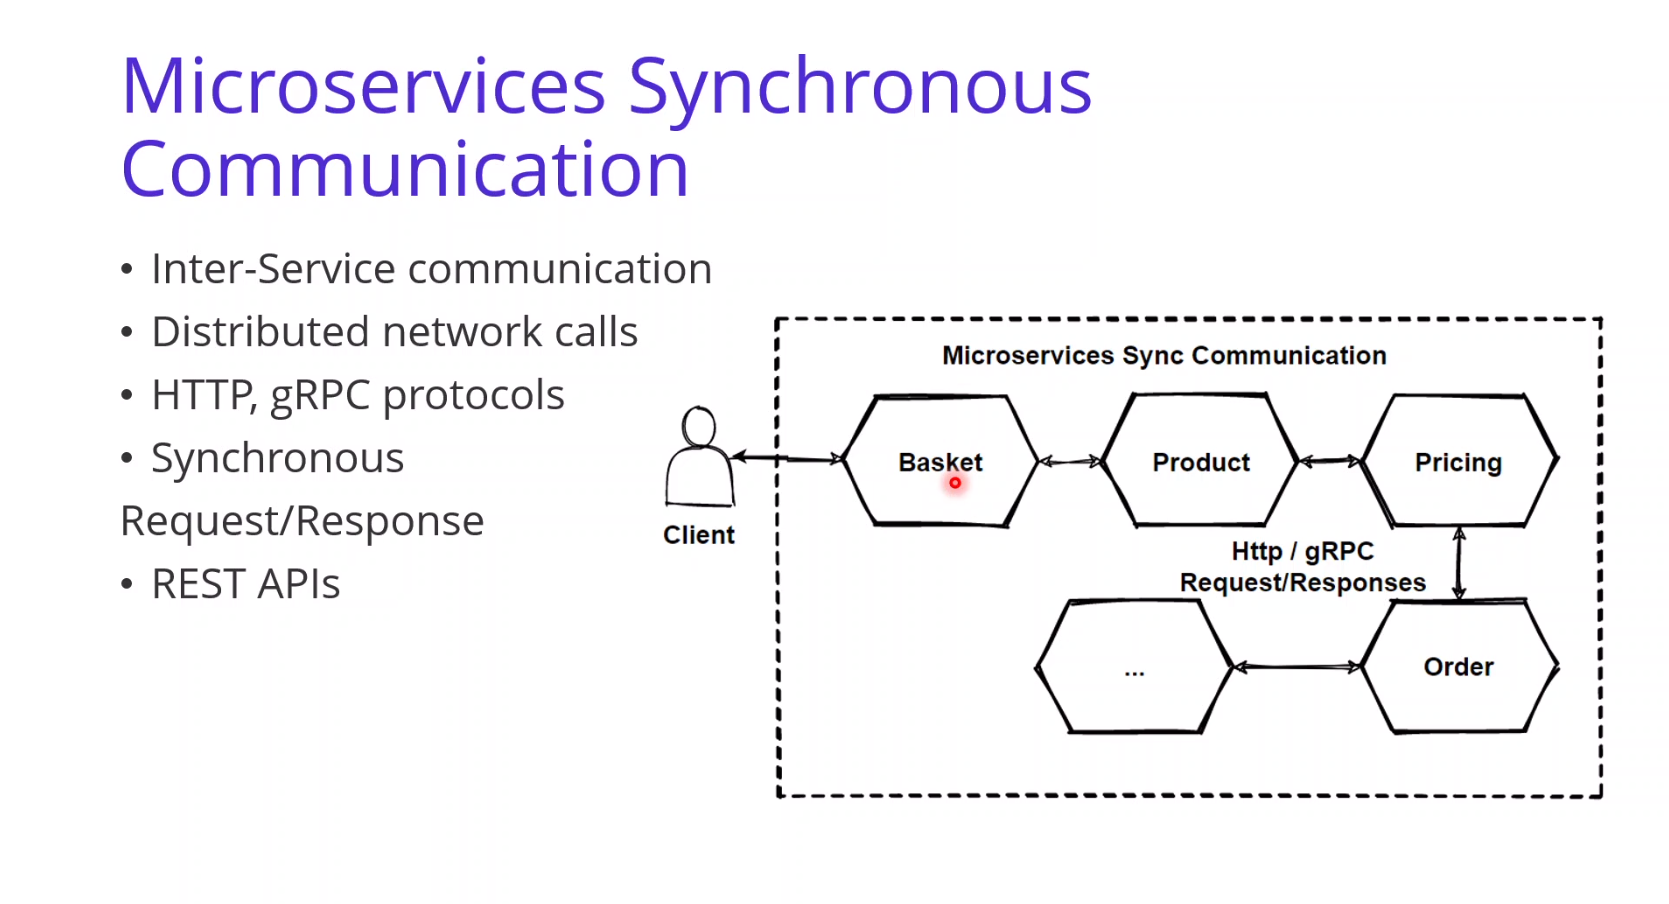 Microservices Synchronous
Communication
• Inter-Service communication
• Distributed network calls
• HTTP, gRPC protocols
• Synchronous
Request/Response
• REST APIs
Microservices Sync Communication
Client
Basket
Product
Pricing
Http / gRPC
Request/Responses
...
Order